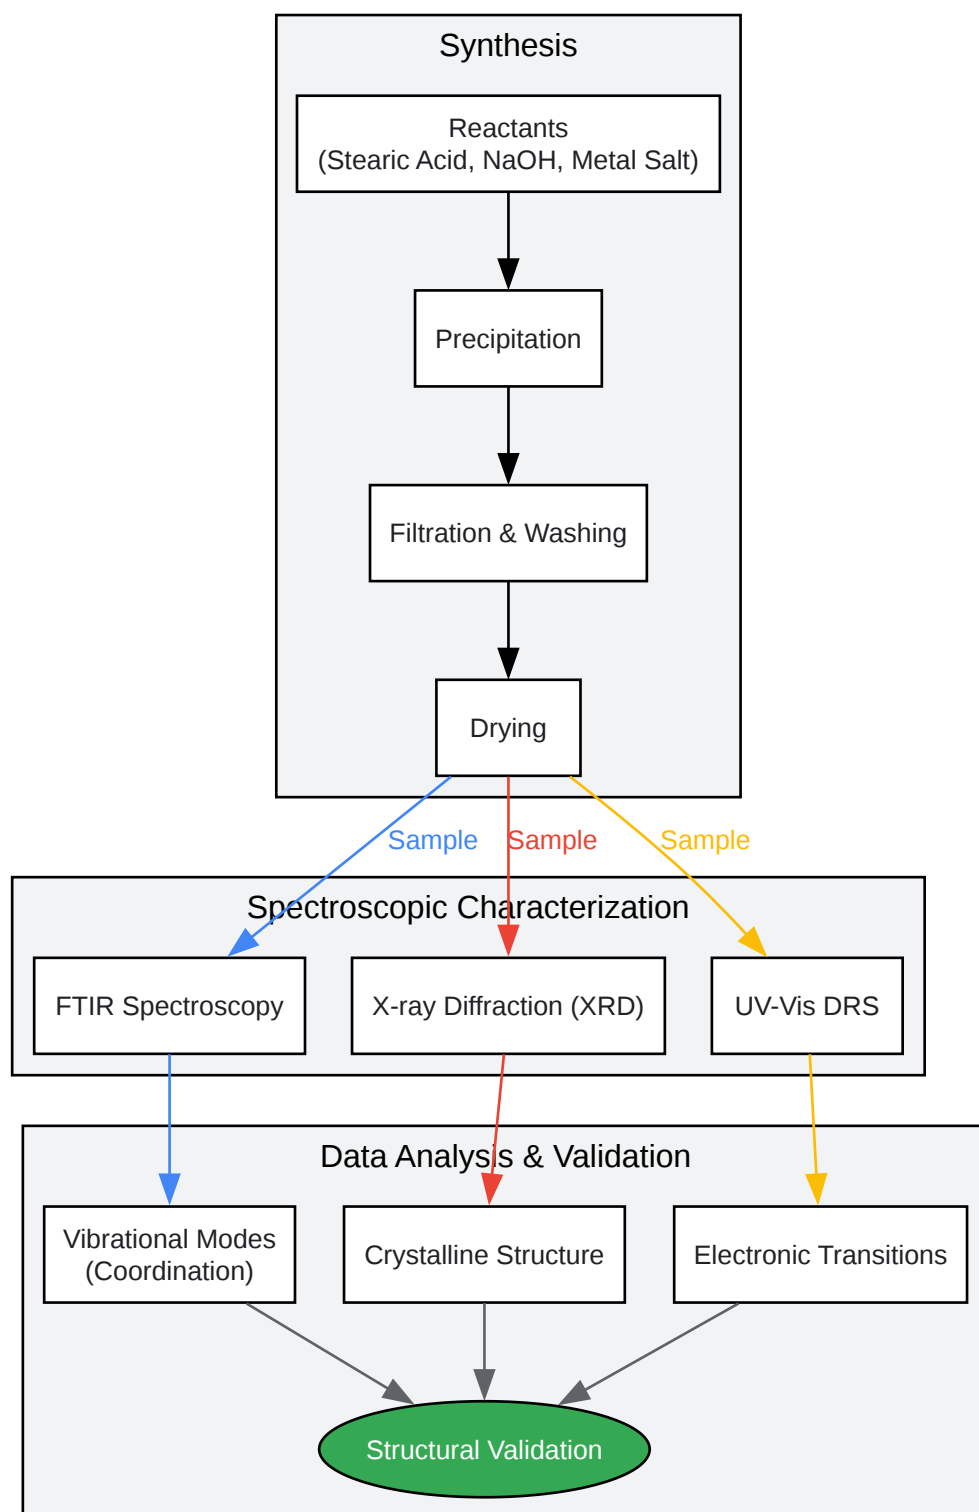 Synthesis
Reactants
(Stearic Acid, NaOH, Metal Salt)
Precipitation
Filtration & Washing
Drying
Sample
Sample
Sample
Spectroscopic Characterization
FTIR Spectroscopy
X-ray Diffraction (XRD)
UV-Vis DRS
Data Analysis & Validation
Vibrational Modes
(Coordination)
Crystalline Structure
Electronic Transitions
Structural Validation